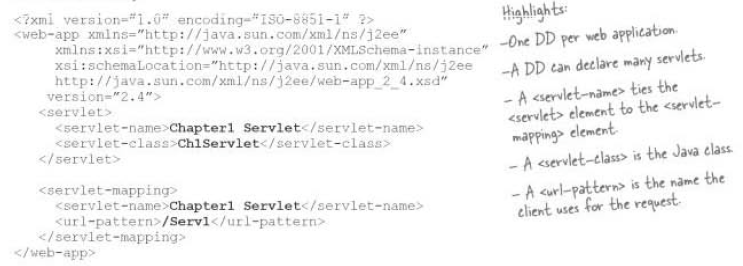 <?xml version="1.0" encoding="ISO-8851-1" ?>
<web-app xmlns="http://java.sun.com/xml/ns/j2ee"
xmlns:xsi="http://www.w3.org/2001/XMLSchema-instance"
xsi:schemaLocation="http://java.sun.com/xml/ns/j2ee
http://java.sun.com/xml/ns/j2ee/web-app_2_4.xsd"
version="2.4">
<servlet>
<servlet-name>Chapter1 Servlet</servlet-name>
<servlet-class>Ch1Servlet</servlet-class>
</servlet>
<servlet-mapping>
<servlet-name>Chapter1 Servlet</servlet-name>
<url-pattern>/Serv1</url-pattern>
</servlet-mapping>
</web-app>
Highlights:
-One DD per web application.
-A DD can declare many servlets.
- A <servlet-name> ties the
<servlet> element to the <servlet-
mapping> element.
- A <servlet-class> is the Java class
- A <url-pattern> is the name the
client uses for the request.